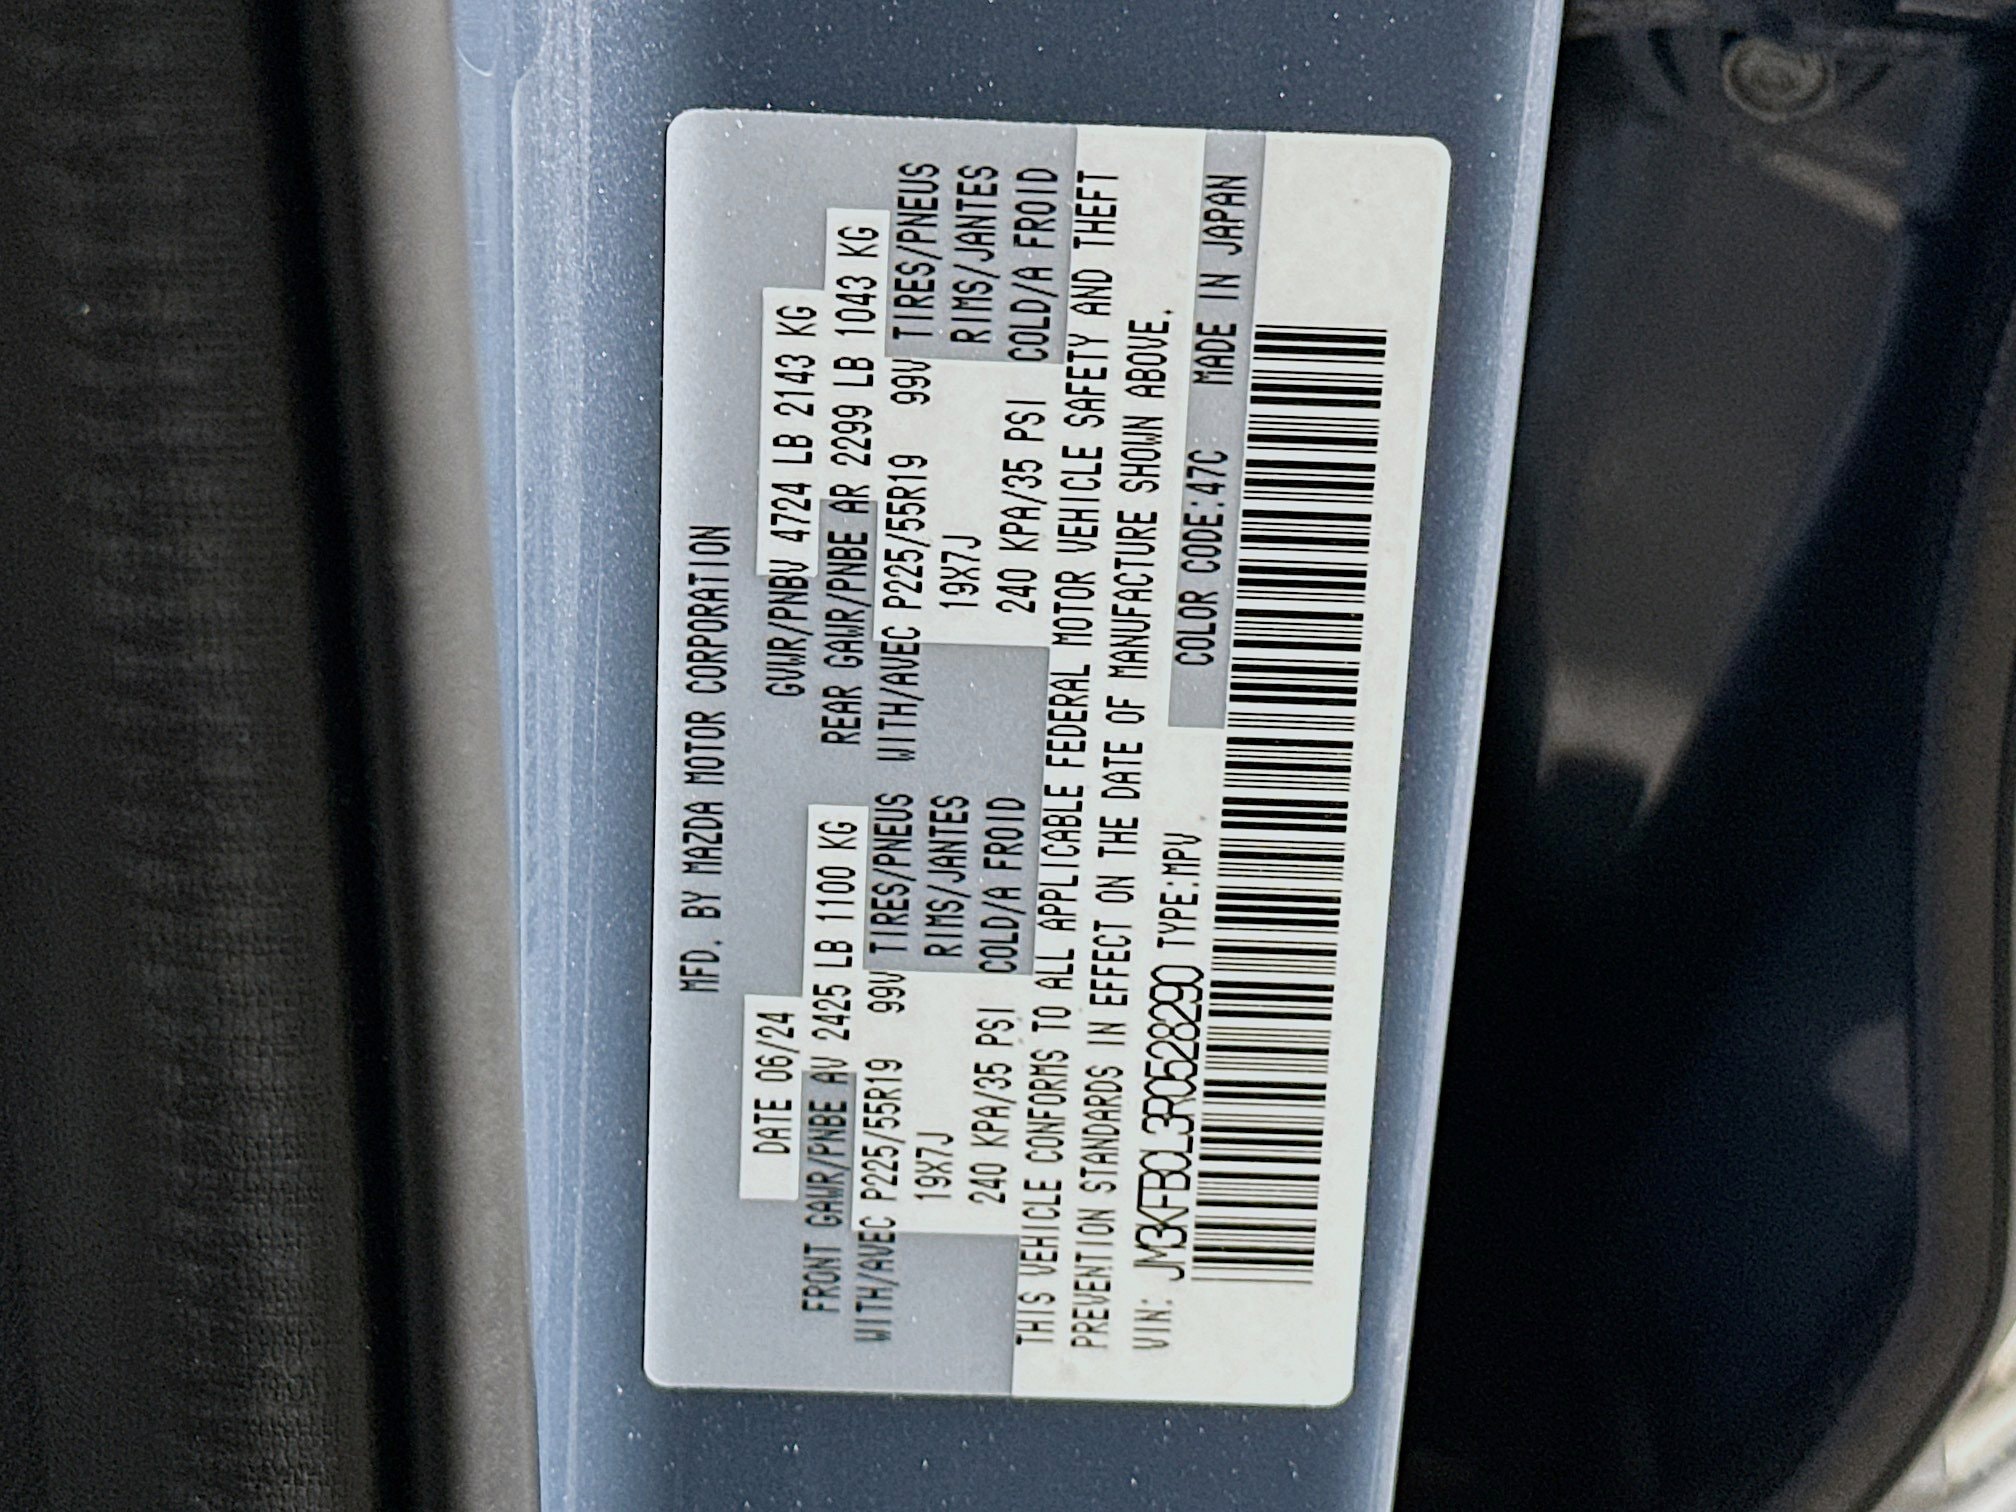 MFD. BY MAZDA MOTOR CORPORATION
DATE 06/24 GVWR/PNBV 4724 LB 2143 KG
FRONT GAWR/PNBE AV 2425 LB 1100 KG REAR GAWR/PNBE AR 2299 LB 1043 KG
WITH/AVEC P225/55R19 99V TIRES/PNEUS WITH/AVEC P225/55R19 99V TIRES/PNEUS
19X7J RIMS/JANTES 19X7J RIMS/JANTES
240 KPA/35 PSI COLD/A FROID 240 KPA/35 PSI COLD/A FROID
THIS VEHICLE CONFORMS TO ALL APPLICABLE FEDERAL MOTOR VEHICLE SAFETY AND THEFT
PREVENTION STANDARDS IN EFFECT ON THE DATE OF MANUFACTURE SHOWN ABOVE.
VIN: JM3KFBDL3R0528290 TYPE:MPV COLOR CODE:47C MADE IN JAPAN